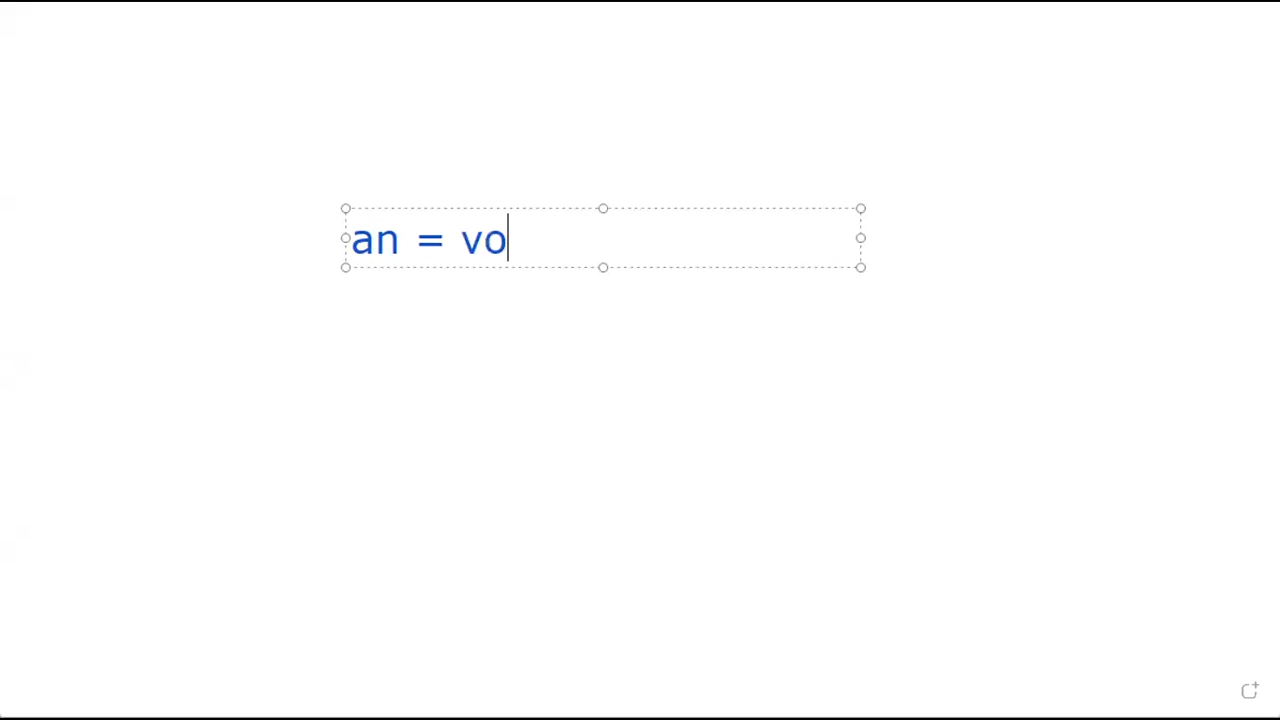 an = vo